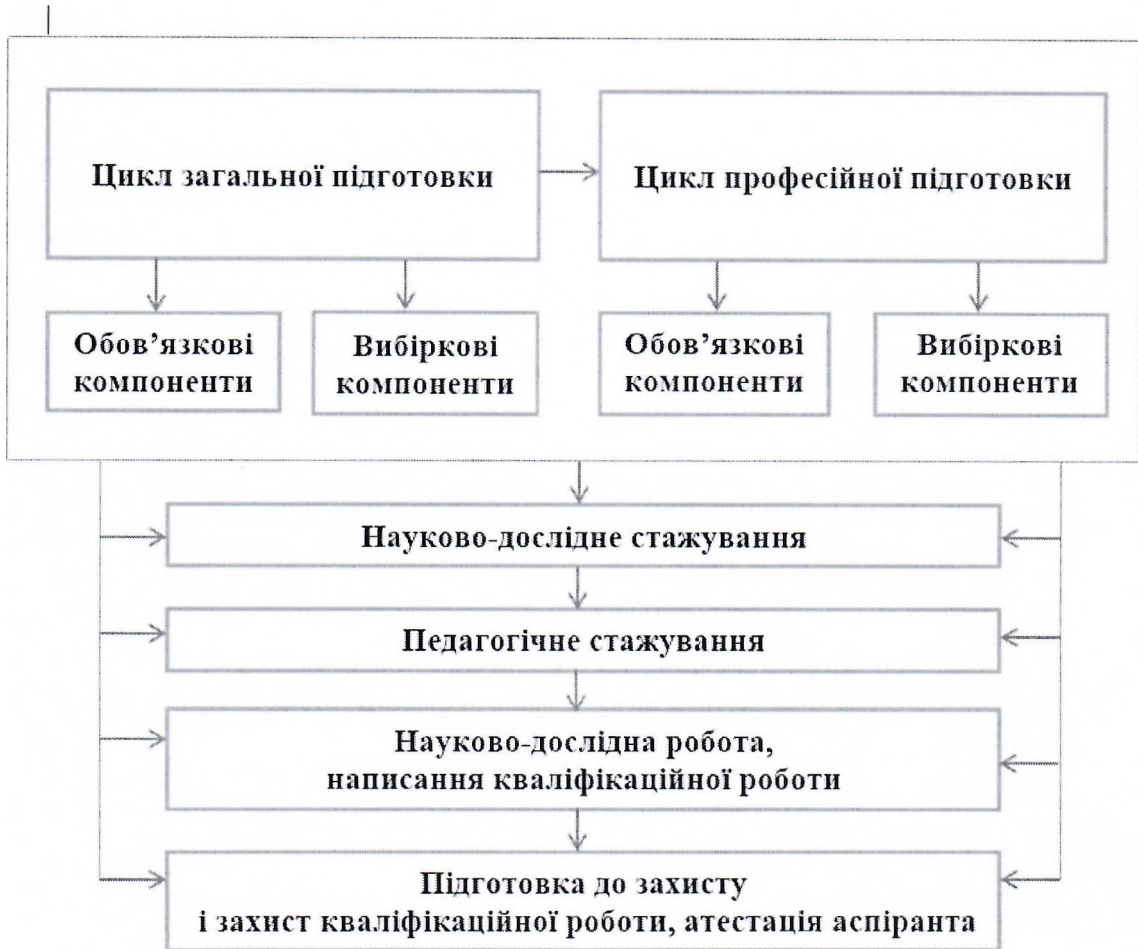 Цикл загальної підготовки
Цикл професійної підготовки
Обов’язкові
компоненти
Вибіркові
компоненти
Обов’язкові
компоненти
Вибіркові
компоненти
Науково-дослідне стажування
Педагогічне стажування
Науково-дослідна робота,
написання кваліфікаційної роботи
Підготовка до захисту
і захист кваліфікаційної роботи, атестація аспіранта